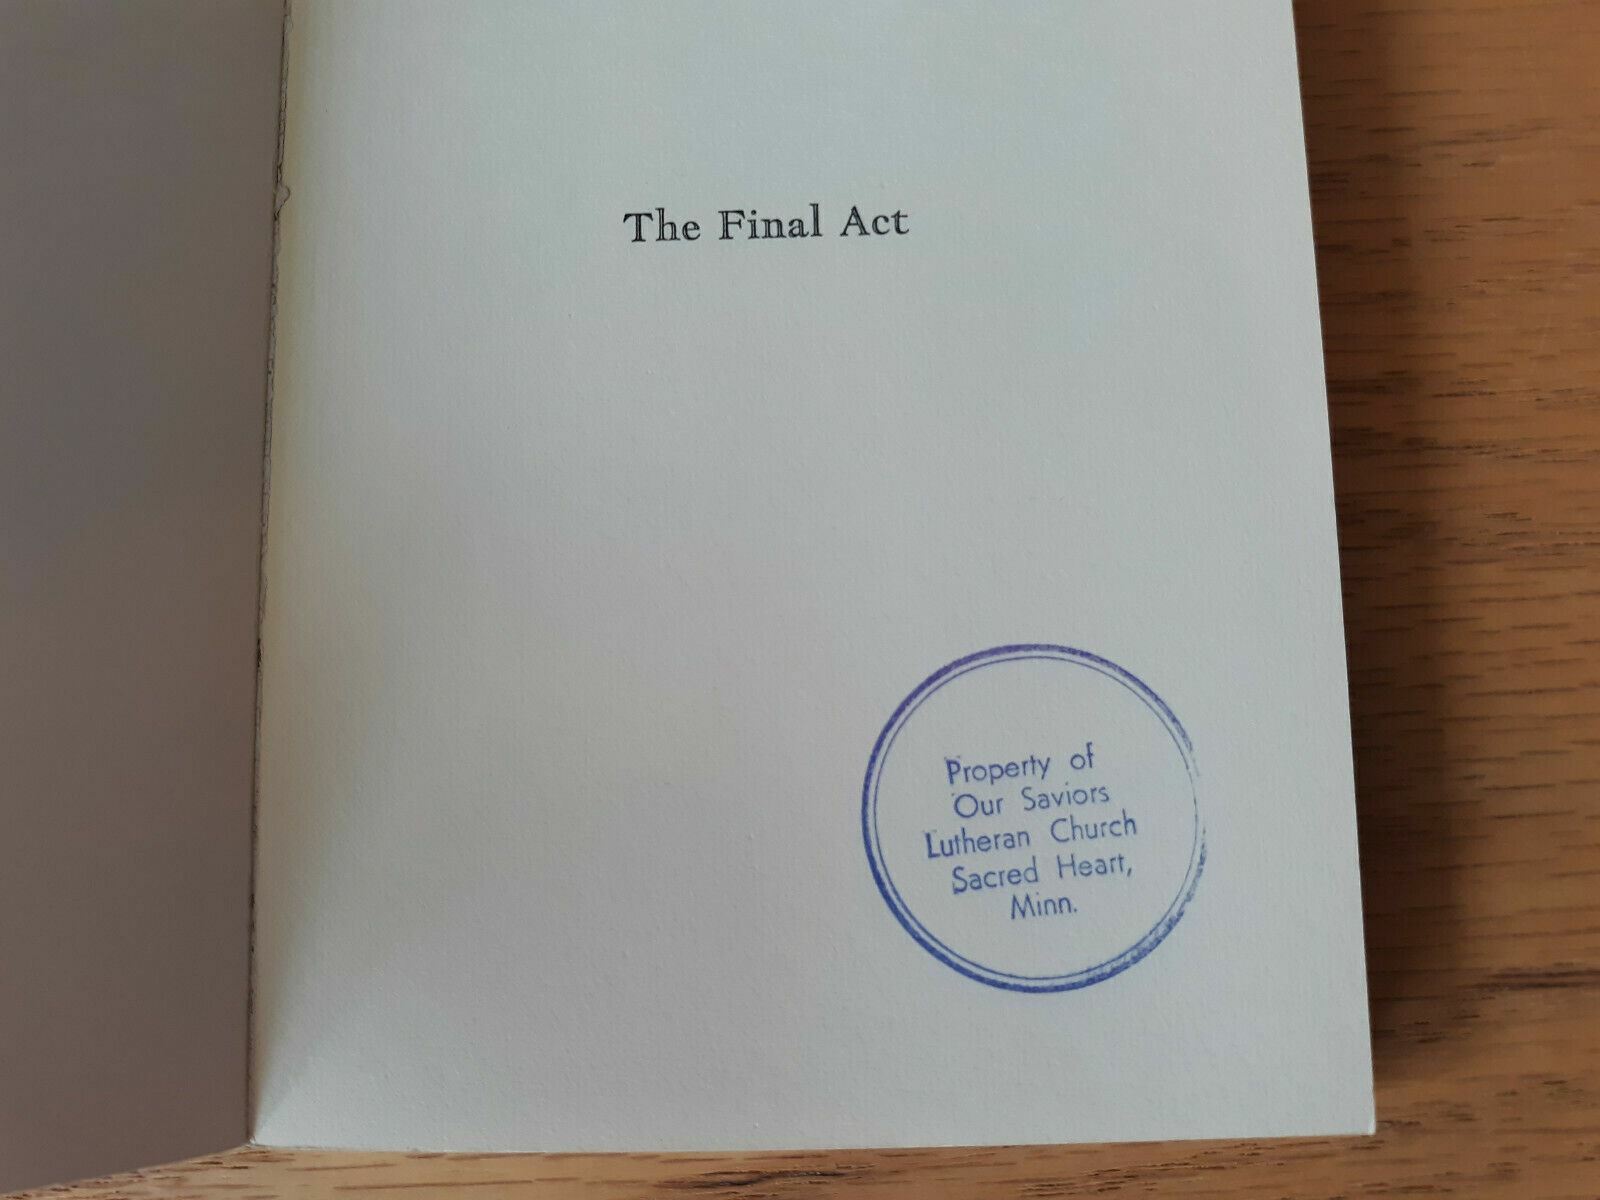 The Final Act
Property of
Our Saviors
Lutheran Church
Sacred Heart,
Minn.